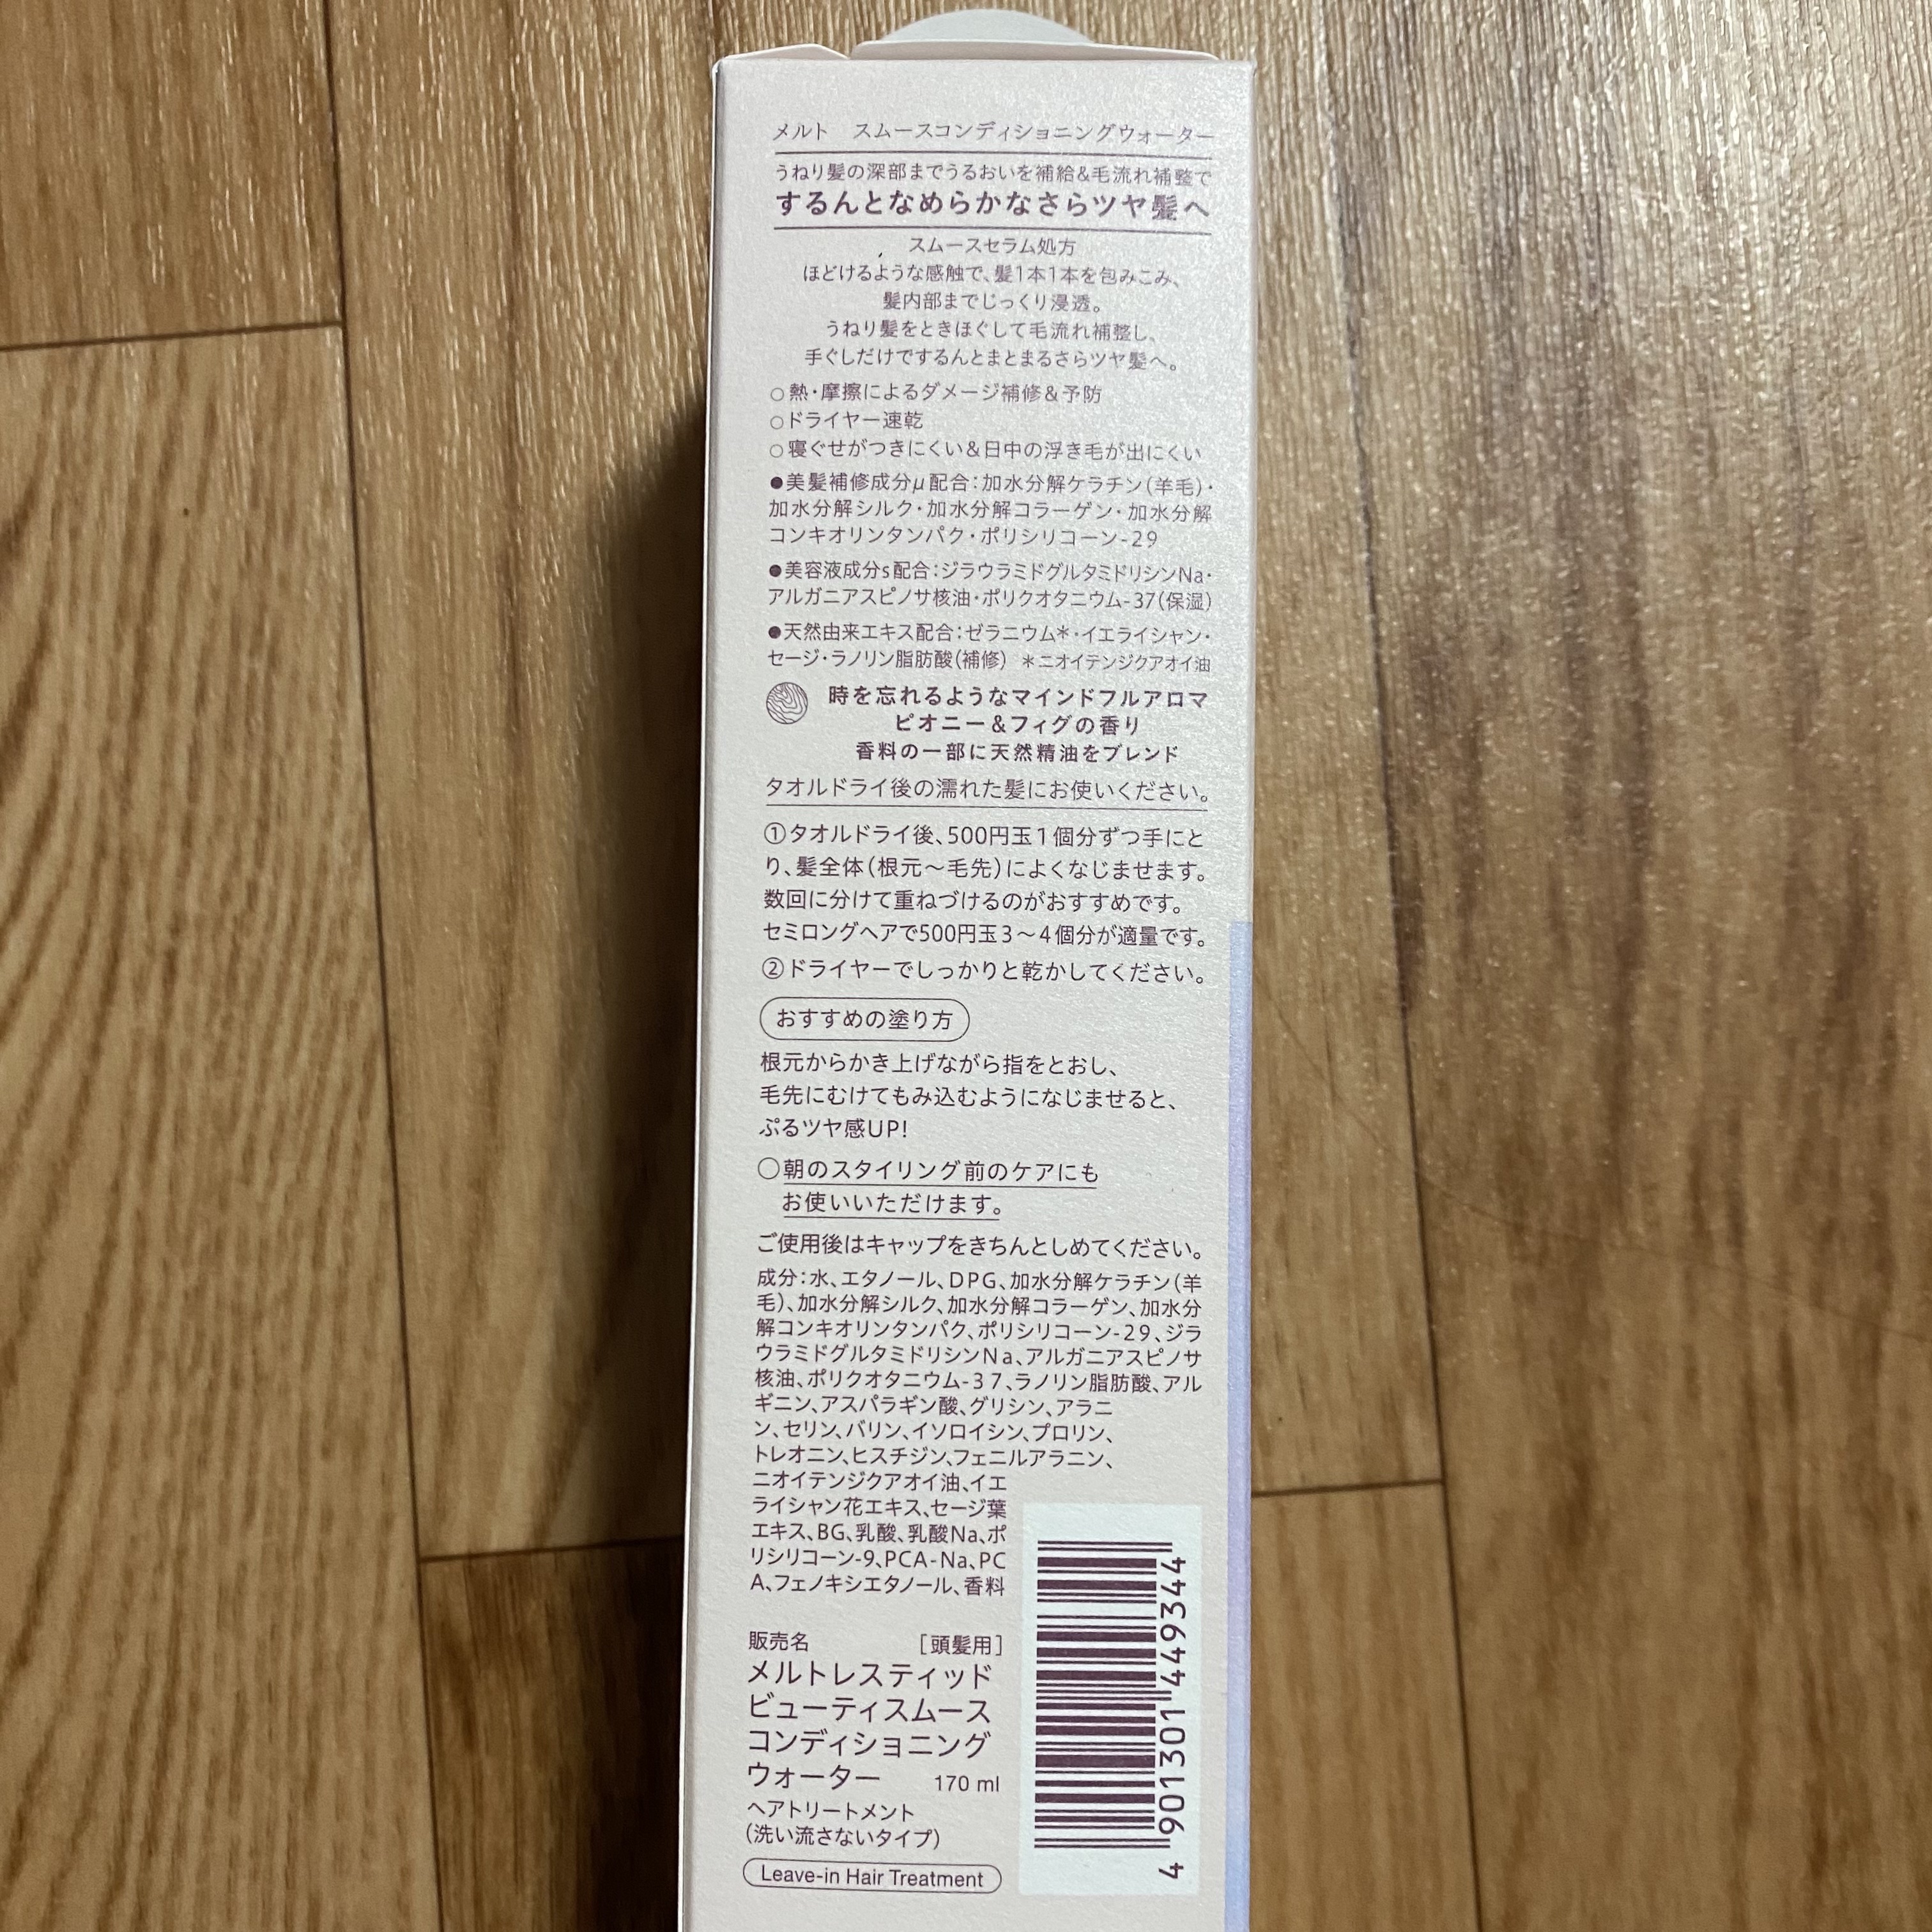 メルト　スムースコンディショニングウォーター
うねり髪の深部までうるおいを補給&毛流れ補整で
するんとなめらかなさらツヤ髪へ
スムースセラム処方
ほどけるような感触で、髪1本1本を包みこみ、
髪内部までじっくり浸透。
うねり髪をときほぐして毛流れ補整し、
手ぐしだけでするんとまとまるさらツヤ髪へ。
○熱・摩擦によるダメージ補修&予防
○ドライヤー速乾
○寝ぐせがつきにくい&日中の浮き毛が出にくい
●美髪補修成分μ配合:加水分解ケラチン(羊毛)・
加水分解シルク・加水分解コラーゲン・加水分解
コンキオリンタンパク・ポリシリコーン-29
●美容液成分s配合:ジラウラミドグルタミドリシンNa・
アルガニアスピノサ核油・ポリクオタニウム-37(保湿)
●天然由来エキス配合:ゼラニウム*・イエライシャン・
セージ・ラノリン脂肪酸(補修) *ニオイテンジクアオイ油
時を忘れるようなマインドフルアロマ
ピオニー&フィグの香り
香料の一部に天然精油をブレンド
タオルドライ後の濡れた髪にお使いください。
①タオルドライ後、500円玉1個分ずつ手にと
り、髪全体(根元～毛先)によくなじませます。
数回に分けて重ねづけるのがおすすめです。
セミロングヘアで500円玉3～4個分が適量です。
②ドライヤーでしっかりと乾かしてください。
おすすめの塗り方
根元からかき上げながら指をとおし、
毛先にむけてもみ込むようになじませると、
ぷるツヤ感UP!
○朝のスタイリング前のケアにも
お使いいただけます。
ご使用後はキャップをきちんとしめてください。
成分:水、エタノール、DPG、加水分解ケラチン(羊
毛)、加水分解シルク、加水分解コラーゲン、加水分
解コンキオリンタンパク、ポリシリコーン-29、ジラ
ウラミドグルタミドリシンNa、アルガニアスピノサ
核油、ポリクオタニウム-37、ラノリン脂肪酸、アル
ギニン、アスパラギン酸、グリシン、アラニ
ン、セリン、バリン、イソロイシン、プロリン、
トレオニン、ヒスチジン、フェニルアラニン、
ニオイテンジクアオイ油、イエ
ライシャン花エキス、セージ葉
エキス、BG、乳酸、乳酸Na、ポ
リシリコーン-9、PCA-Na、PC
A、フェノキシエタノール、香料
販売名　[頭髪用]
メルトレスティッド
ビューティスムース
コンディショニング
ウォーター　170 ml
ヘアトリートメント
(洗い流さないタイプ)
Leave-in Hair Treatment
4 901301 449344